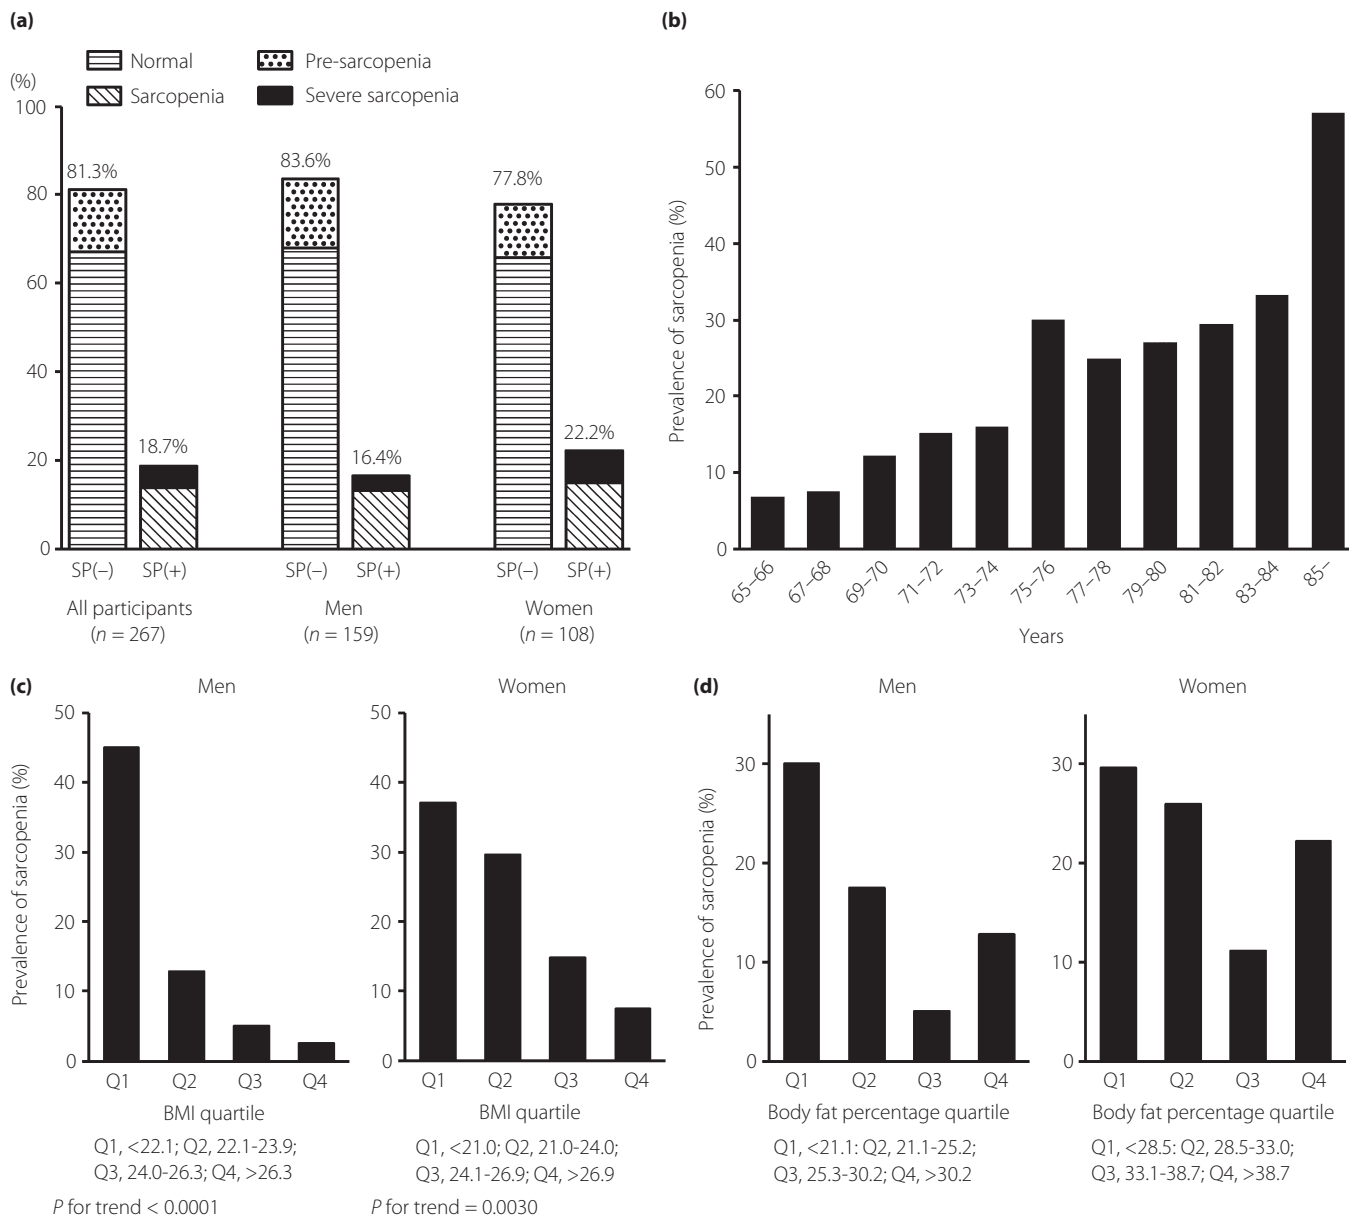 (a)
Normal
Pre-sarcopenia
Sarcopenia
Severe sarcopenia
(%)
100
80
60
40
20
0
81.3%
18.7%
83.6%
16.4%
77.8%
22.2%
SP(–) SP(+) SP(–) SP(+) SP(–) SP(+)
All participants Men Women
(n = 267) (n = 159) (n = 108)
(b)
Prevalence of sarcopenia (%)
60
50
40
30
20
10
0
65–66 67–68 69–70 71–72 73–74 75–76 77–78 79–80 81–82 83–84 85–
Years
(c)
Men
Prevalence of sarcopenia (%)
50
40
30
20
10
0
Q1 Q2 Q3 Q4
BMI quartile
Q1, <22.1; Q2, 22.1-23.9;
Q3, 24.0-26.3; Q4, >26.3
P for trend < 0.0001
Women
50
40
30
20
10
0
Q1 Q2 Q3 Q4
BMI quartile
Q1, <21.0; Q2, 21.0-24.0;
Q3, 24.1-26.9; Q4, >26.9
P for trend = 0.0030
(d)
Men
Prevalence of sarcopenia (%)
30
20
10
0
Q1 Q2 Q3 Q4
Body fat percentage quartile
Q1, <21.1: Q2, 21.1-25.2;
Q3, 25.3-30.2; Q4, >30.2
Women
30
20
10
0
Q1 Q2 Q3 Q4
Body fat percentage quartile
Q1, <28.5: Q2, 28.5-33.0;
Q3, 33.1-38.7; Q4, >38.7